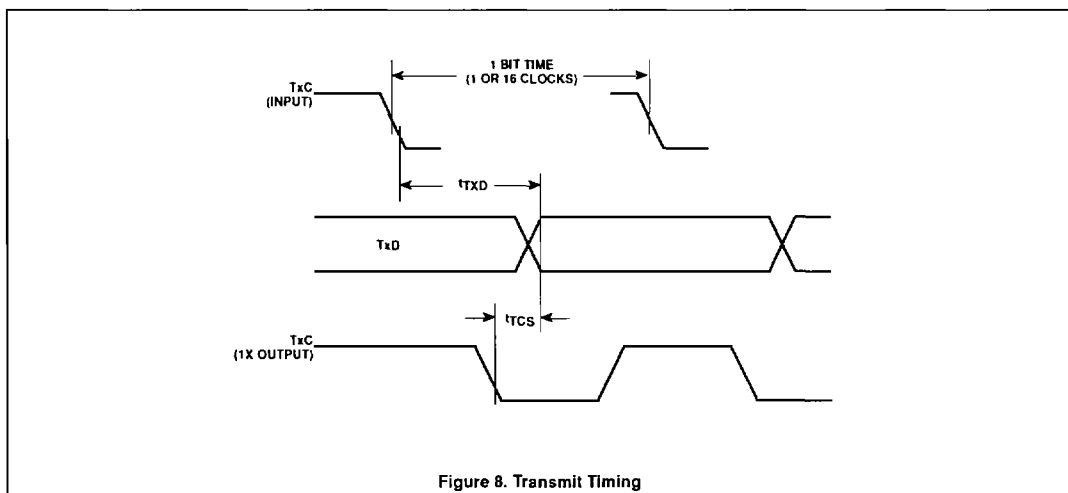 1 BIT TIME
(1 OR 16 CLOCKS)
TxC
(INPUT)
tTXD
TxD
tTCS
TxC
(1X OUTPUT)
Figure 8. Transmit Timing